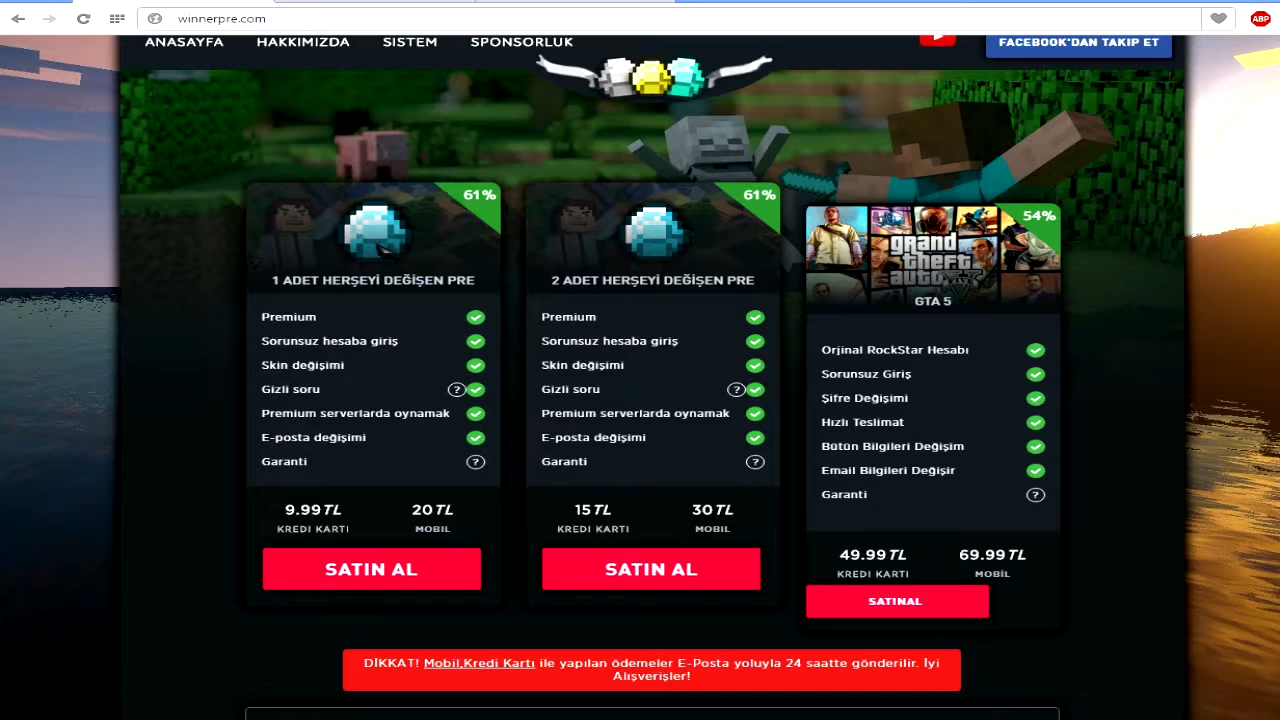 winnerpre.com
ABP
ANASAYFA HAKKIMIZDA SISTEM SPONSORLUK
FACEBOOK'DAN TAKIP ET
61%
1 ADET HERŞEYİ DEĞİŞEN PRE
Premium
Sorunsuz hesaba giriş
Skin değişimi
Gizli soru ?
Premium serverlarda oynamak
E-posta değişimi
Garanti ?
9.99 TL 20 TL
KREDI KARTI MOBIL
SATIN AL
61%
2 ADET HERŞEYİ DEĞİŞEN PRE
Premium
Sorunsuz hesaba giriş
Skin değişimi
Gizli soru ?
Premium serverlarda oynamak
E-posta değişimi
Garanti ?
15 TL 30 TL
KREDI KARTI MOBIL
SATIN AL
54%
grand
theft
auto
GTA 5
Orjinal RockStar Hesabı
Sorunsuz Giriş
Şifre Değişimi
Hızlı Teslimat
Bütün Bilgileri Değişim
Email Bilgileri Değişir
Garanti ?
49.99 TL 69.99 TL
KREDI KARTI MOBİL
SATINAL
DİKKAT! Mobil,Kredi Kartı ile yapılan ödemeler E-Posta yoluyla 24 saatte gönderilir. İyi
Alışverişler!